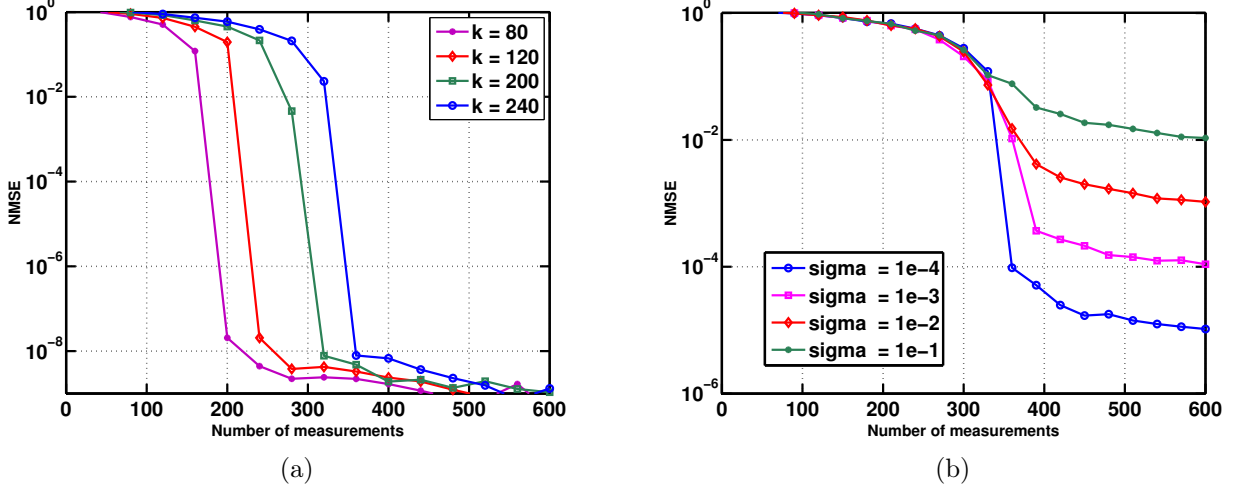 10^0
10^−2
10^−4
10^−6
10^−8
NMSE
0 100 200 300 400 500 600
Number of measurements
k = 80
k = 120
k = 200
k = 240
(a)
10^0
10^−2
10^−4
10^−6
NMSE
0 100 200 300 400 500 600
Number of measurements
sigma = 1e−4
sigma = 1e−3
sigma = 1e−2
sigma = 1e−1
(b)